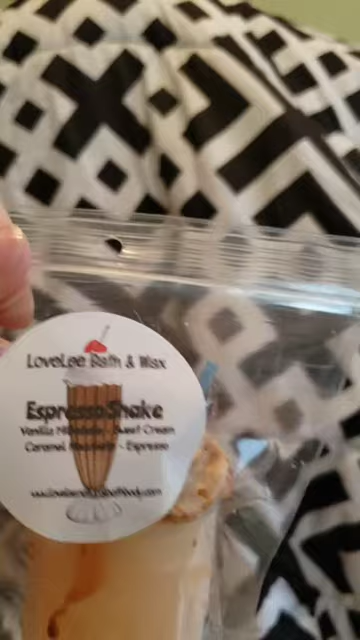 LoveLee Bath & Wax
Espresso Shake
Vanilla - Sweet Cream
Caramel - Espresso